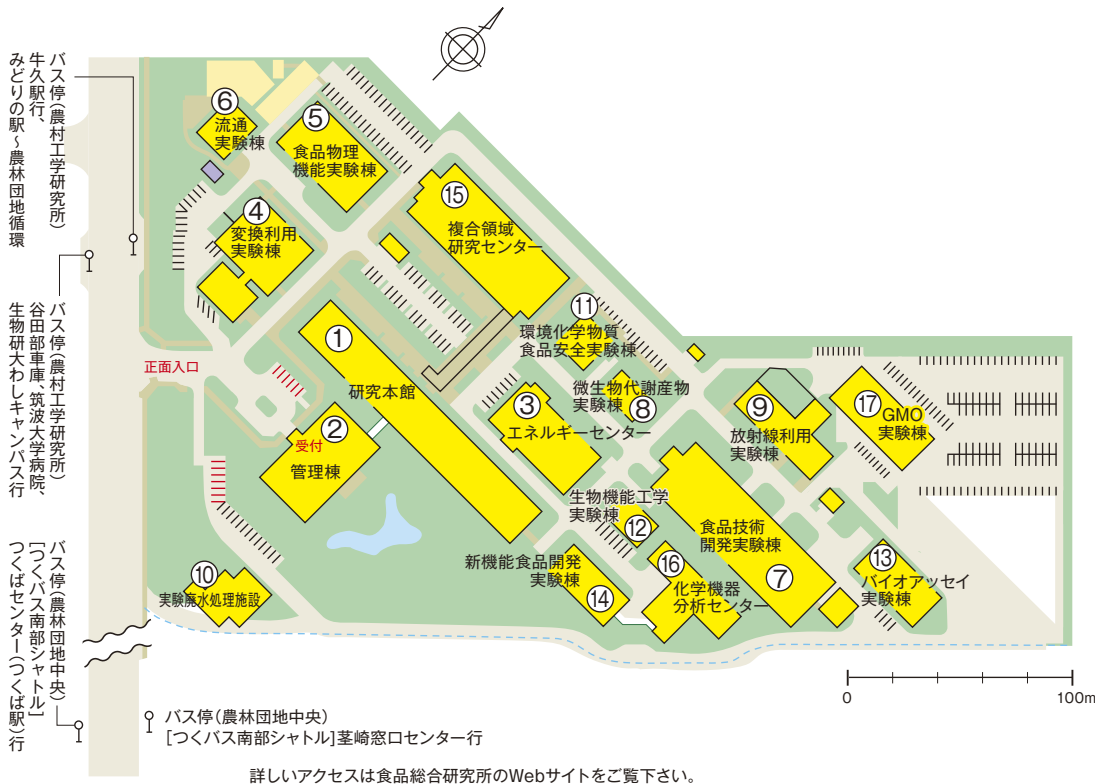 バス停(農村工学研究所)
牛久駅行、
みどりの駅～農林団地循環
バス停(農村工学研究所)
谷田部車庫、筑波大学病院、
生物研大わしキャンパス行
バス停(農林団地中央)
[つくバス南部シャトル]
つくばセンター(つくば駅)行
⑥
流通
実験棟
⑤
食品物理
機能実験棟
⑮
複合領域
研究センター
④
変換利用
実験棟
正面入口
①
研究本館
⑪
環境化学物質
食品安全実験棟
微生物代謝産物
実験棟
⑧
③
エネルギーセンター
⑨
放射線利用
実験棟
⑰
GMO
実験棟
受付
②
管理棟
生物機能工学
実験棟
⑫
食品技術
開発実験棟
⑦
新機能食品開発
実験棟
⑭
⑯
化学機器
分析センター
⑬
バイオアッセイ
実験棟
⑩
実験廃水処理施設
0
100m
バス停(農林団地中央)
[つくバス南部シャトル]茎崎窓口センター行
詳しいアクセスは食品総合研究所のWebサイトをご覧下さい。